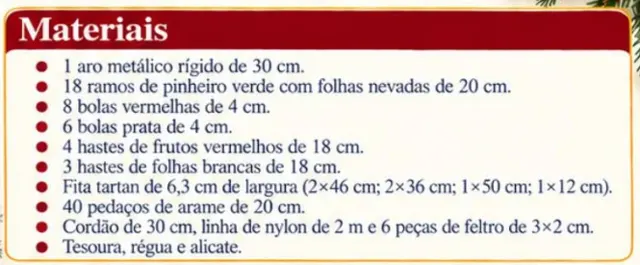 Materiais
● 1 aro metálico rígido de 30 cm.
● 18 ramos de pinheiro verde com folhas nevadas de 20 cm.
● 8 bolas vermelhas de 4 cm.
● 6 bolas prata de 4 cm.
● 4 hastes de frutos vermelhos de 18 cm.
● 3 hastes de folhas brancas de 18 cm.
● Fita tartan de 6,3 cm de largura (2×46 cm; 2×36 cm; 1×50 cm; 1×12 cm).
● 40 pedaços de arame de 20 cm.
● Cordão de 30 cm, linha de nylon de 2 m e 6 peças de feltro de 3×2 cm.
● Tesoura, régua e alicate.